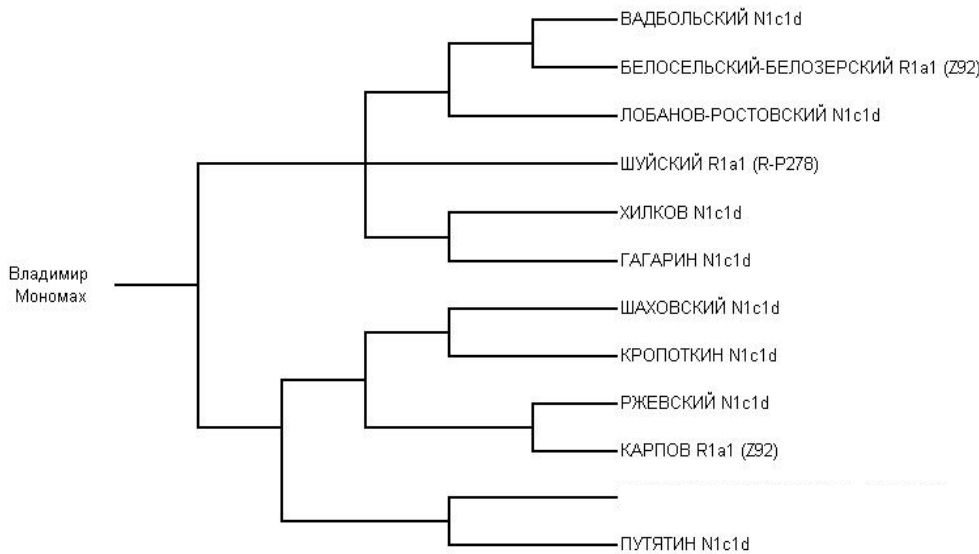 ВАДБОЛЬСКИЙ N1c1d
БЕЛОСЕЛЬСКИЙ-БЕЛОЗЕРСКИЙ R1a1 (Z92)
ЛОБАНОВ-РОСТОВСКИЙ N1c1d
ШУЙСКИЙ R1a1 (R-P278)
ХИЛКОВ N1c1d
ГАГАРИН N1c1d
Владимир
Мономах
ШАХОВСКИЙ N1c1d
КРОПОТКИН N1c1d
РЖЕВСКИЙ N1c1d
КАРПОВ R1a1 (Z92)
ПУТЯТИН N1c1d